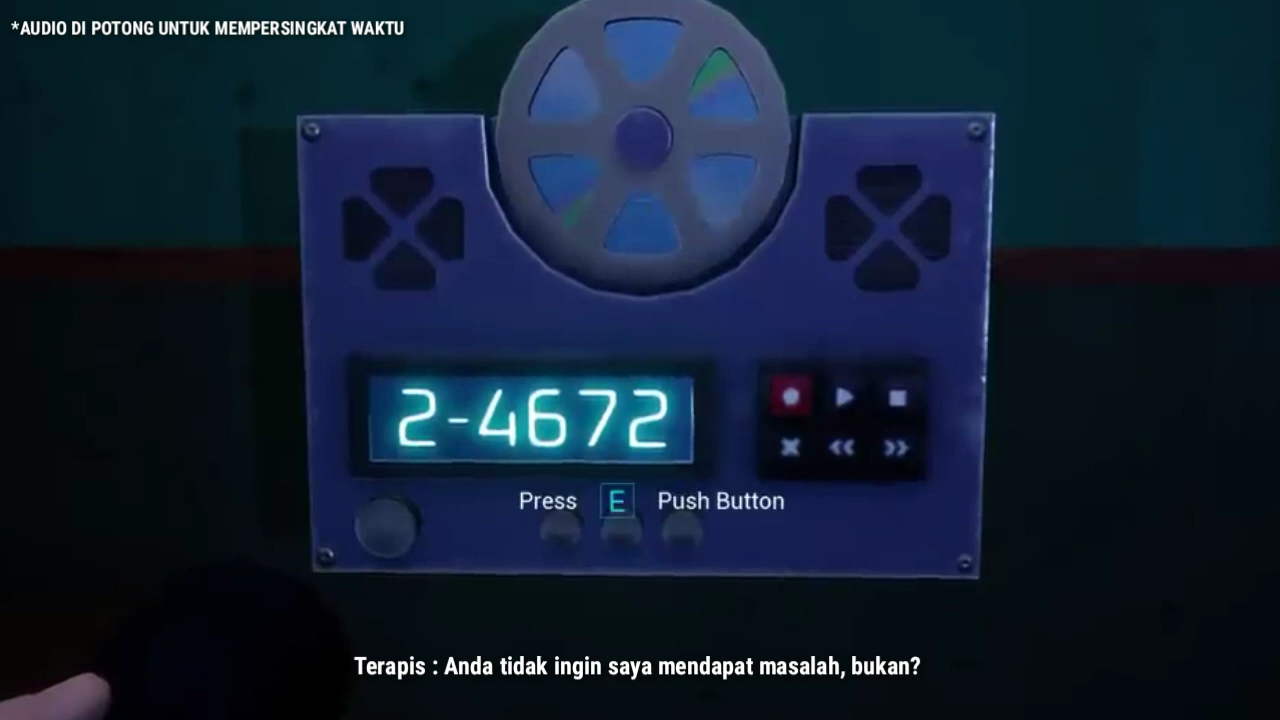 *AUDIO DI POTONG UNTUK MEMPERSINGKAT WAKTU
2-4672
Press E Push Button
Terapis : Anda tidak ingin saya mendapat masalah, bukan?